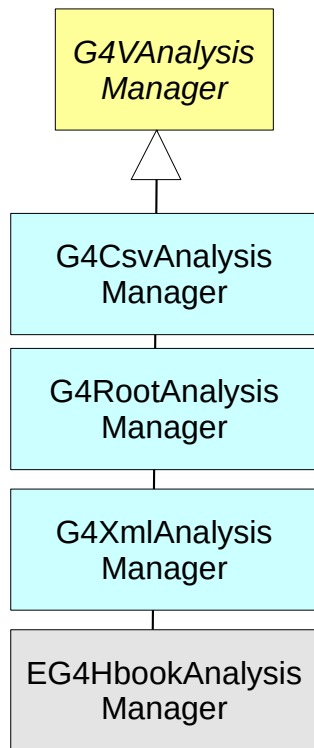 G4VAnalysis
Manager
G4CsvAnalysis
Manager
G4RootAnalysis
Manager
G4XmlAnalysis
Manager
EG4HbookAnalysis
Manager